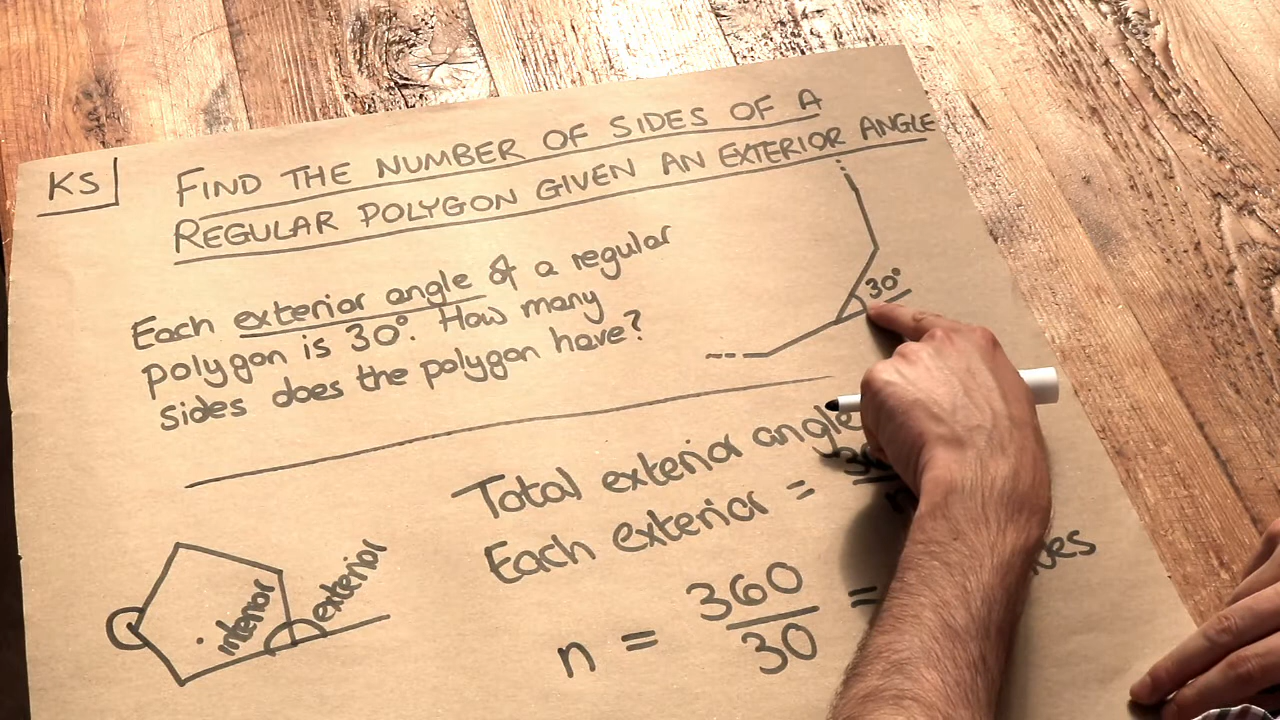 KS
FIND THE NUMBER OF SIDES OF A
REGULAR POLYGON GIVEN AN EXTERIOR ANGLE
Each exterior angle of a regular
polygon is 30°. How many
sides does the polygon have?
30°
Total exterior angle
Each exterior =
n = 360 =
30
interior
exterior